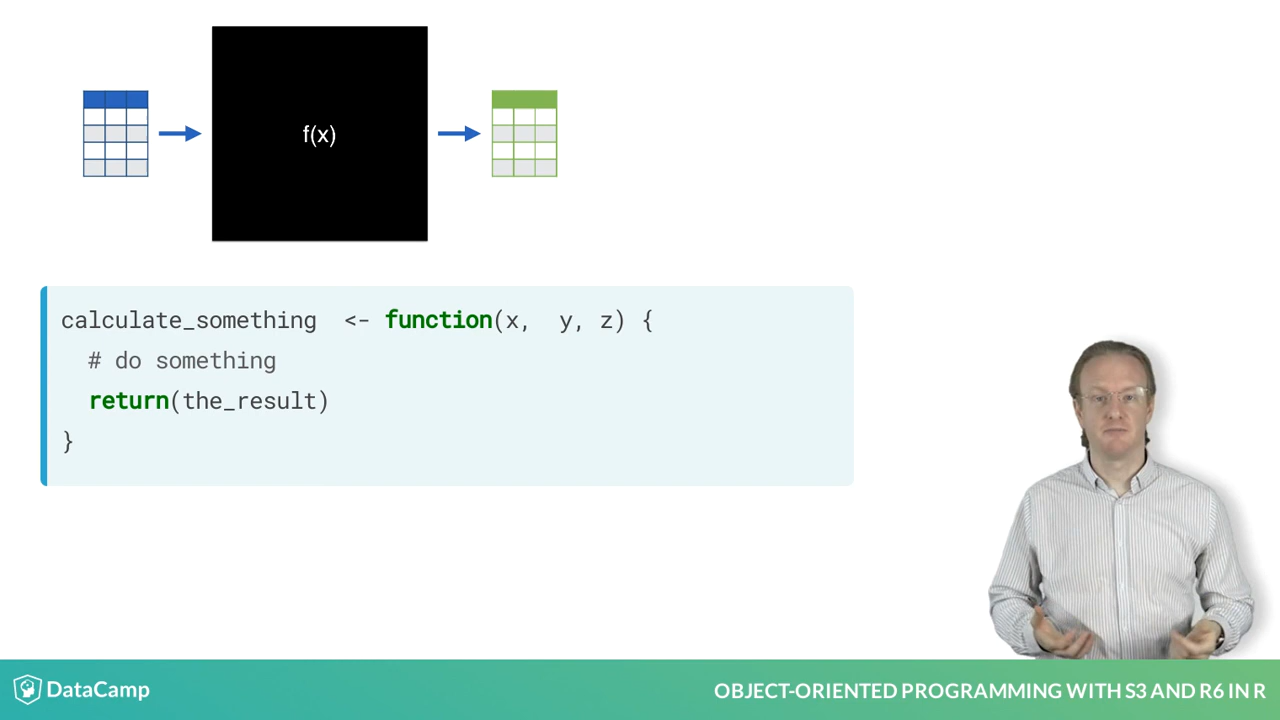 f(x)
calculate_something  <- function(x,  y, z) {
  # do something
  return(the_result)
}
DataCamp
OBJECT-ORIENTED PROGRAMMING WITH S3 AND R6 IN R